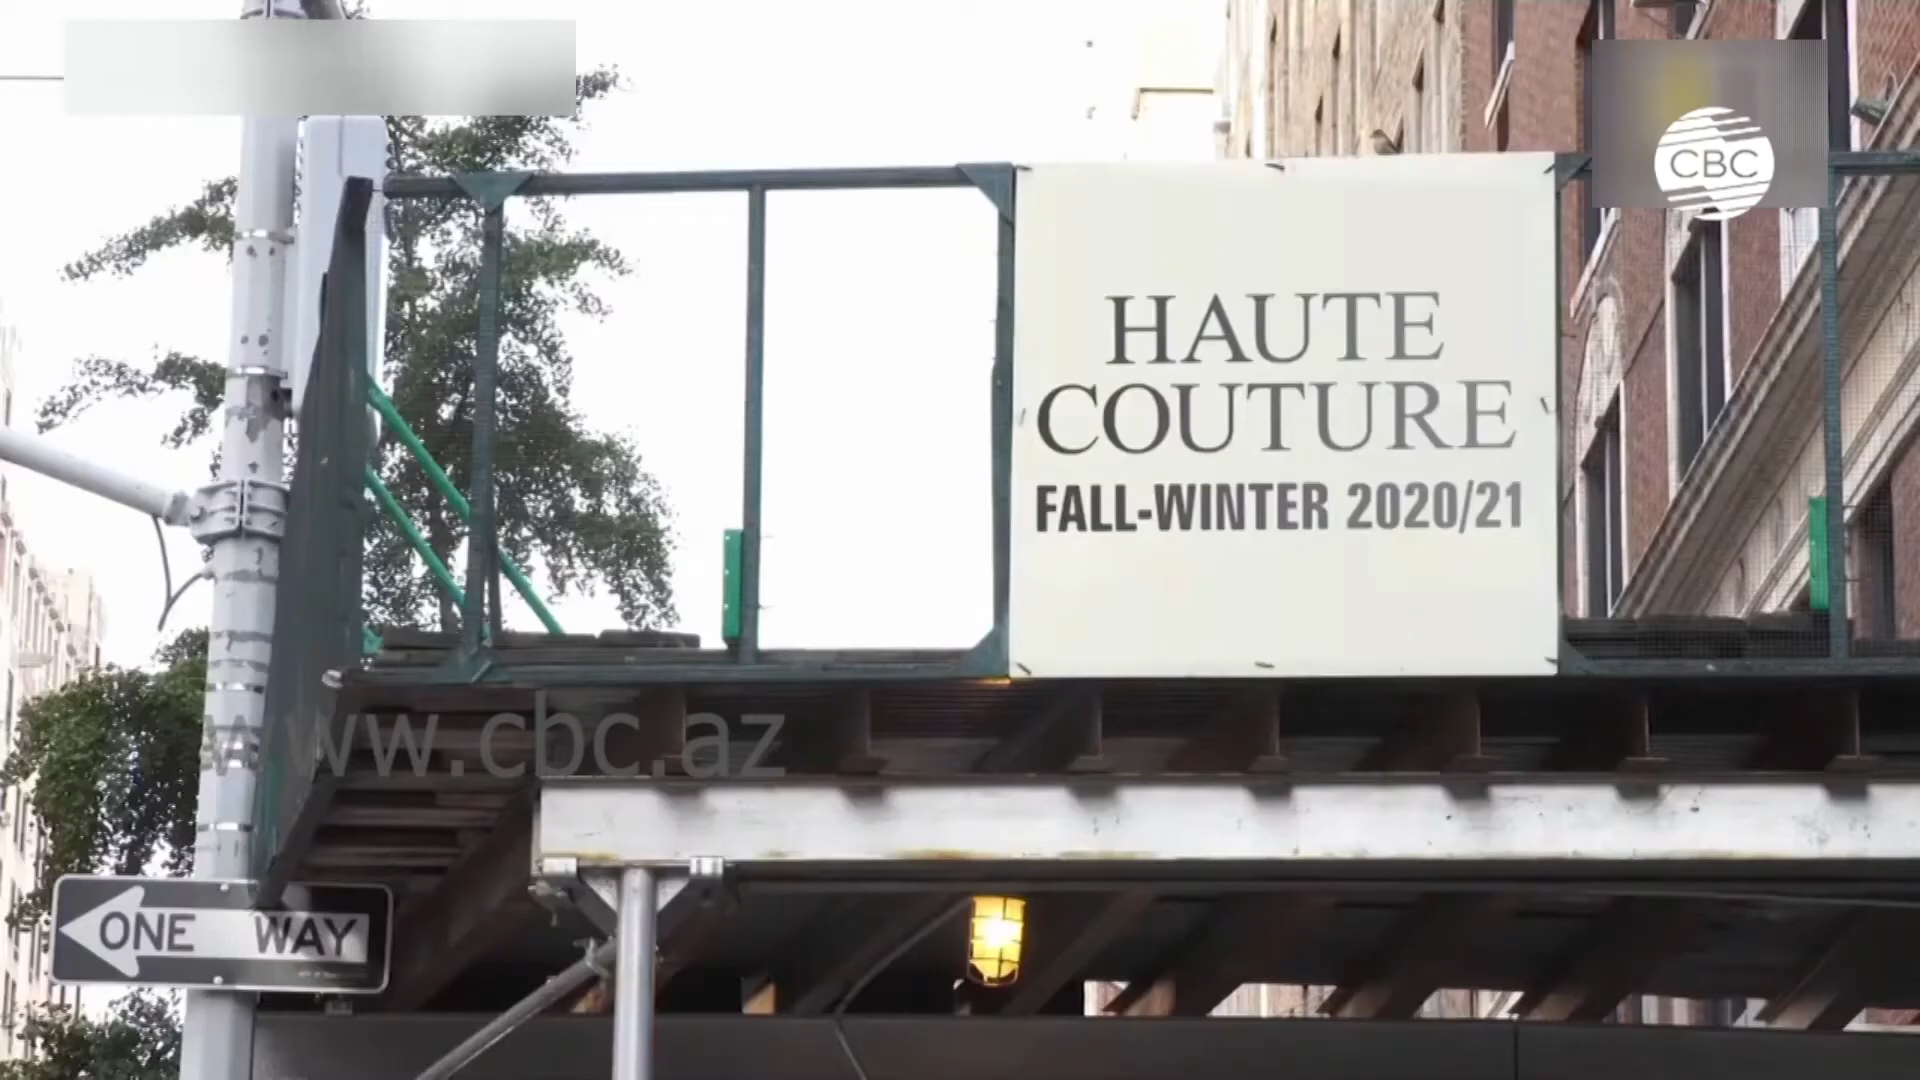 CBC
HAUTE
COUTURE
FALL-WINTER 2020/21
www.cbc.az
ONE WAY